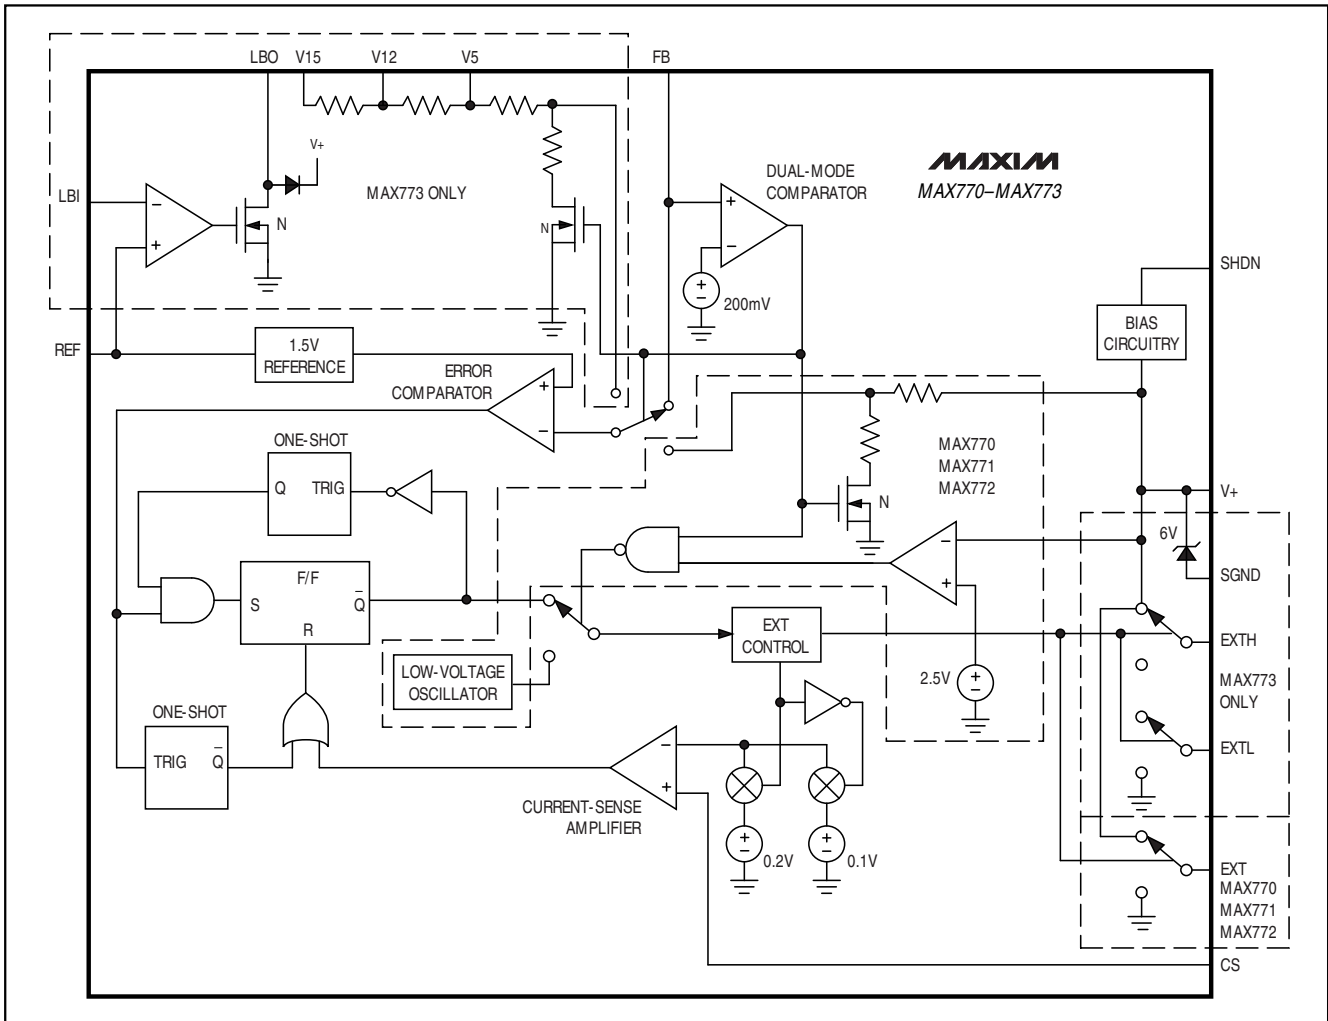 LBO V15 V12 V5 FB
V+
MAX773 ONLY
LBI
−
+
N
N
DUAL-MODE
COMPARATOR
+
−
+
−
200mV
MAXIM
MAX770–MAX773
SHDN
BIAS
CIRCUITRY
REF
1.5V
REFERENCE
ERROR
COMPARATOR
+
−
MAX770
MAX771
MAX772
N
V+
6V
SGND
ONE-SHOT
Q TRIG
−
+
F/F
S Q̅
R
LOW-VOLTAGE
OSCILLATOR
EXT
CONTROL
2.5V
+
−
EXTH
MAX773
ONLY
EXTL
ONE-SHOT
TRIG Q̅
−
+
CURRENT-SENSE
AMPLIFIER
+
−
0.2V
+
−
0.1V
EXT
MAX770
MAX771
MAX772
CS